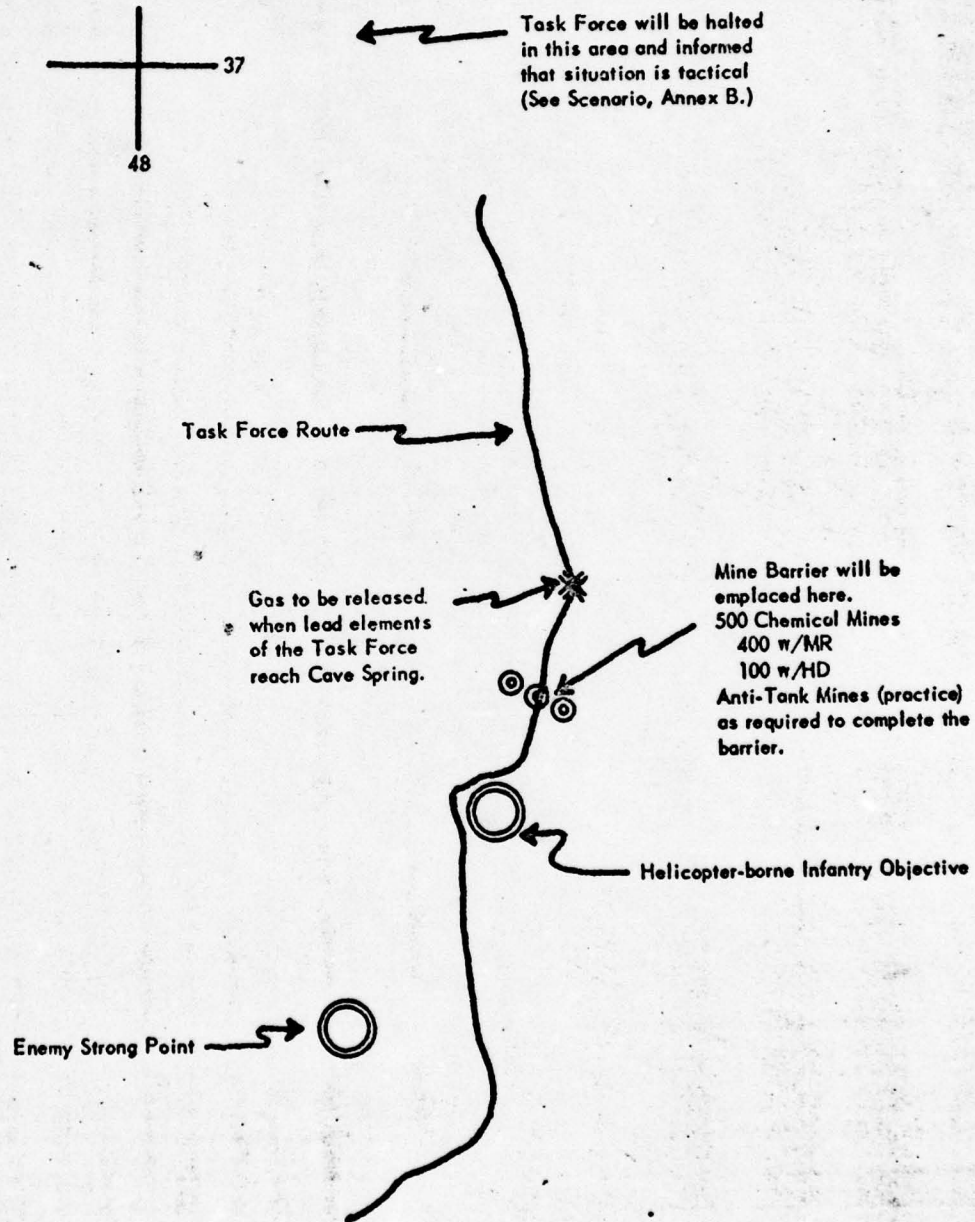 Task Force will be halted
in this area and informed
that situation is tactical
(See Scenario, Annex B.)
37
48
Task Force Route
Gas to be released
when lead elements
of the Task Force
reach Cave Spring.
Mine Barrier will be
emplaced here.
500 Chemical Mines
400 w/MR
100 w/HD
Anti-Tank Mines (practice)
as required to complete the
barrier.
Helicopter-borne Infantry Objective
Enemy Strong Point